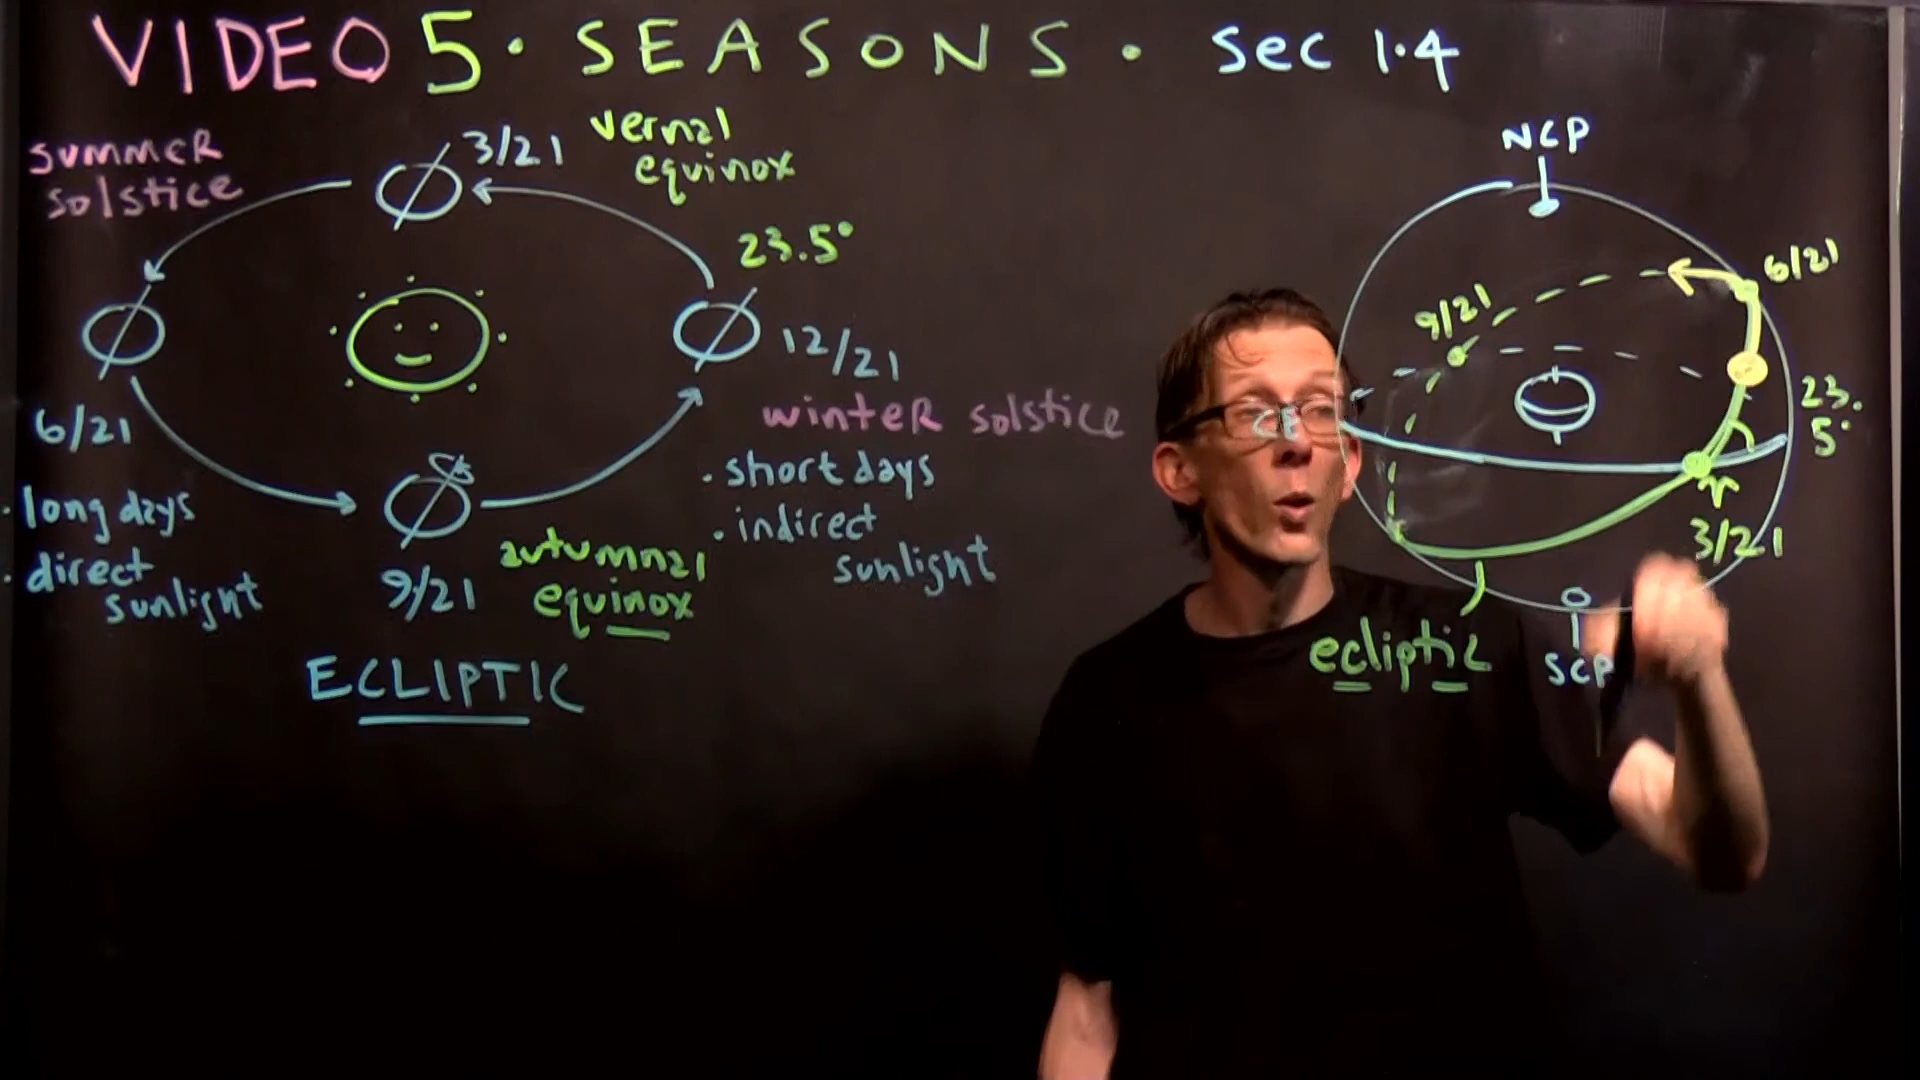 VIDEO 5 · SEASONS · Sec 1.4
summer
solstice
3/21
vernal
equinox
23.5°
6/21
12/21
winter solstice
· short days
· indirect
sunlight
· long days
· direct
sunlight
9/21
autumnal
equinox
ECLIPTIC
NCP
6/21
9/21
CE
23.
5°
♈
3/21
ecliptic
SCP